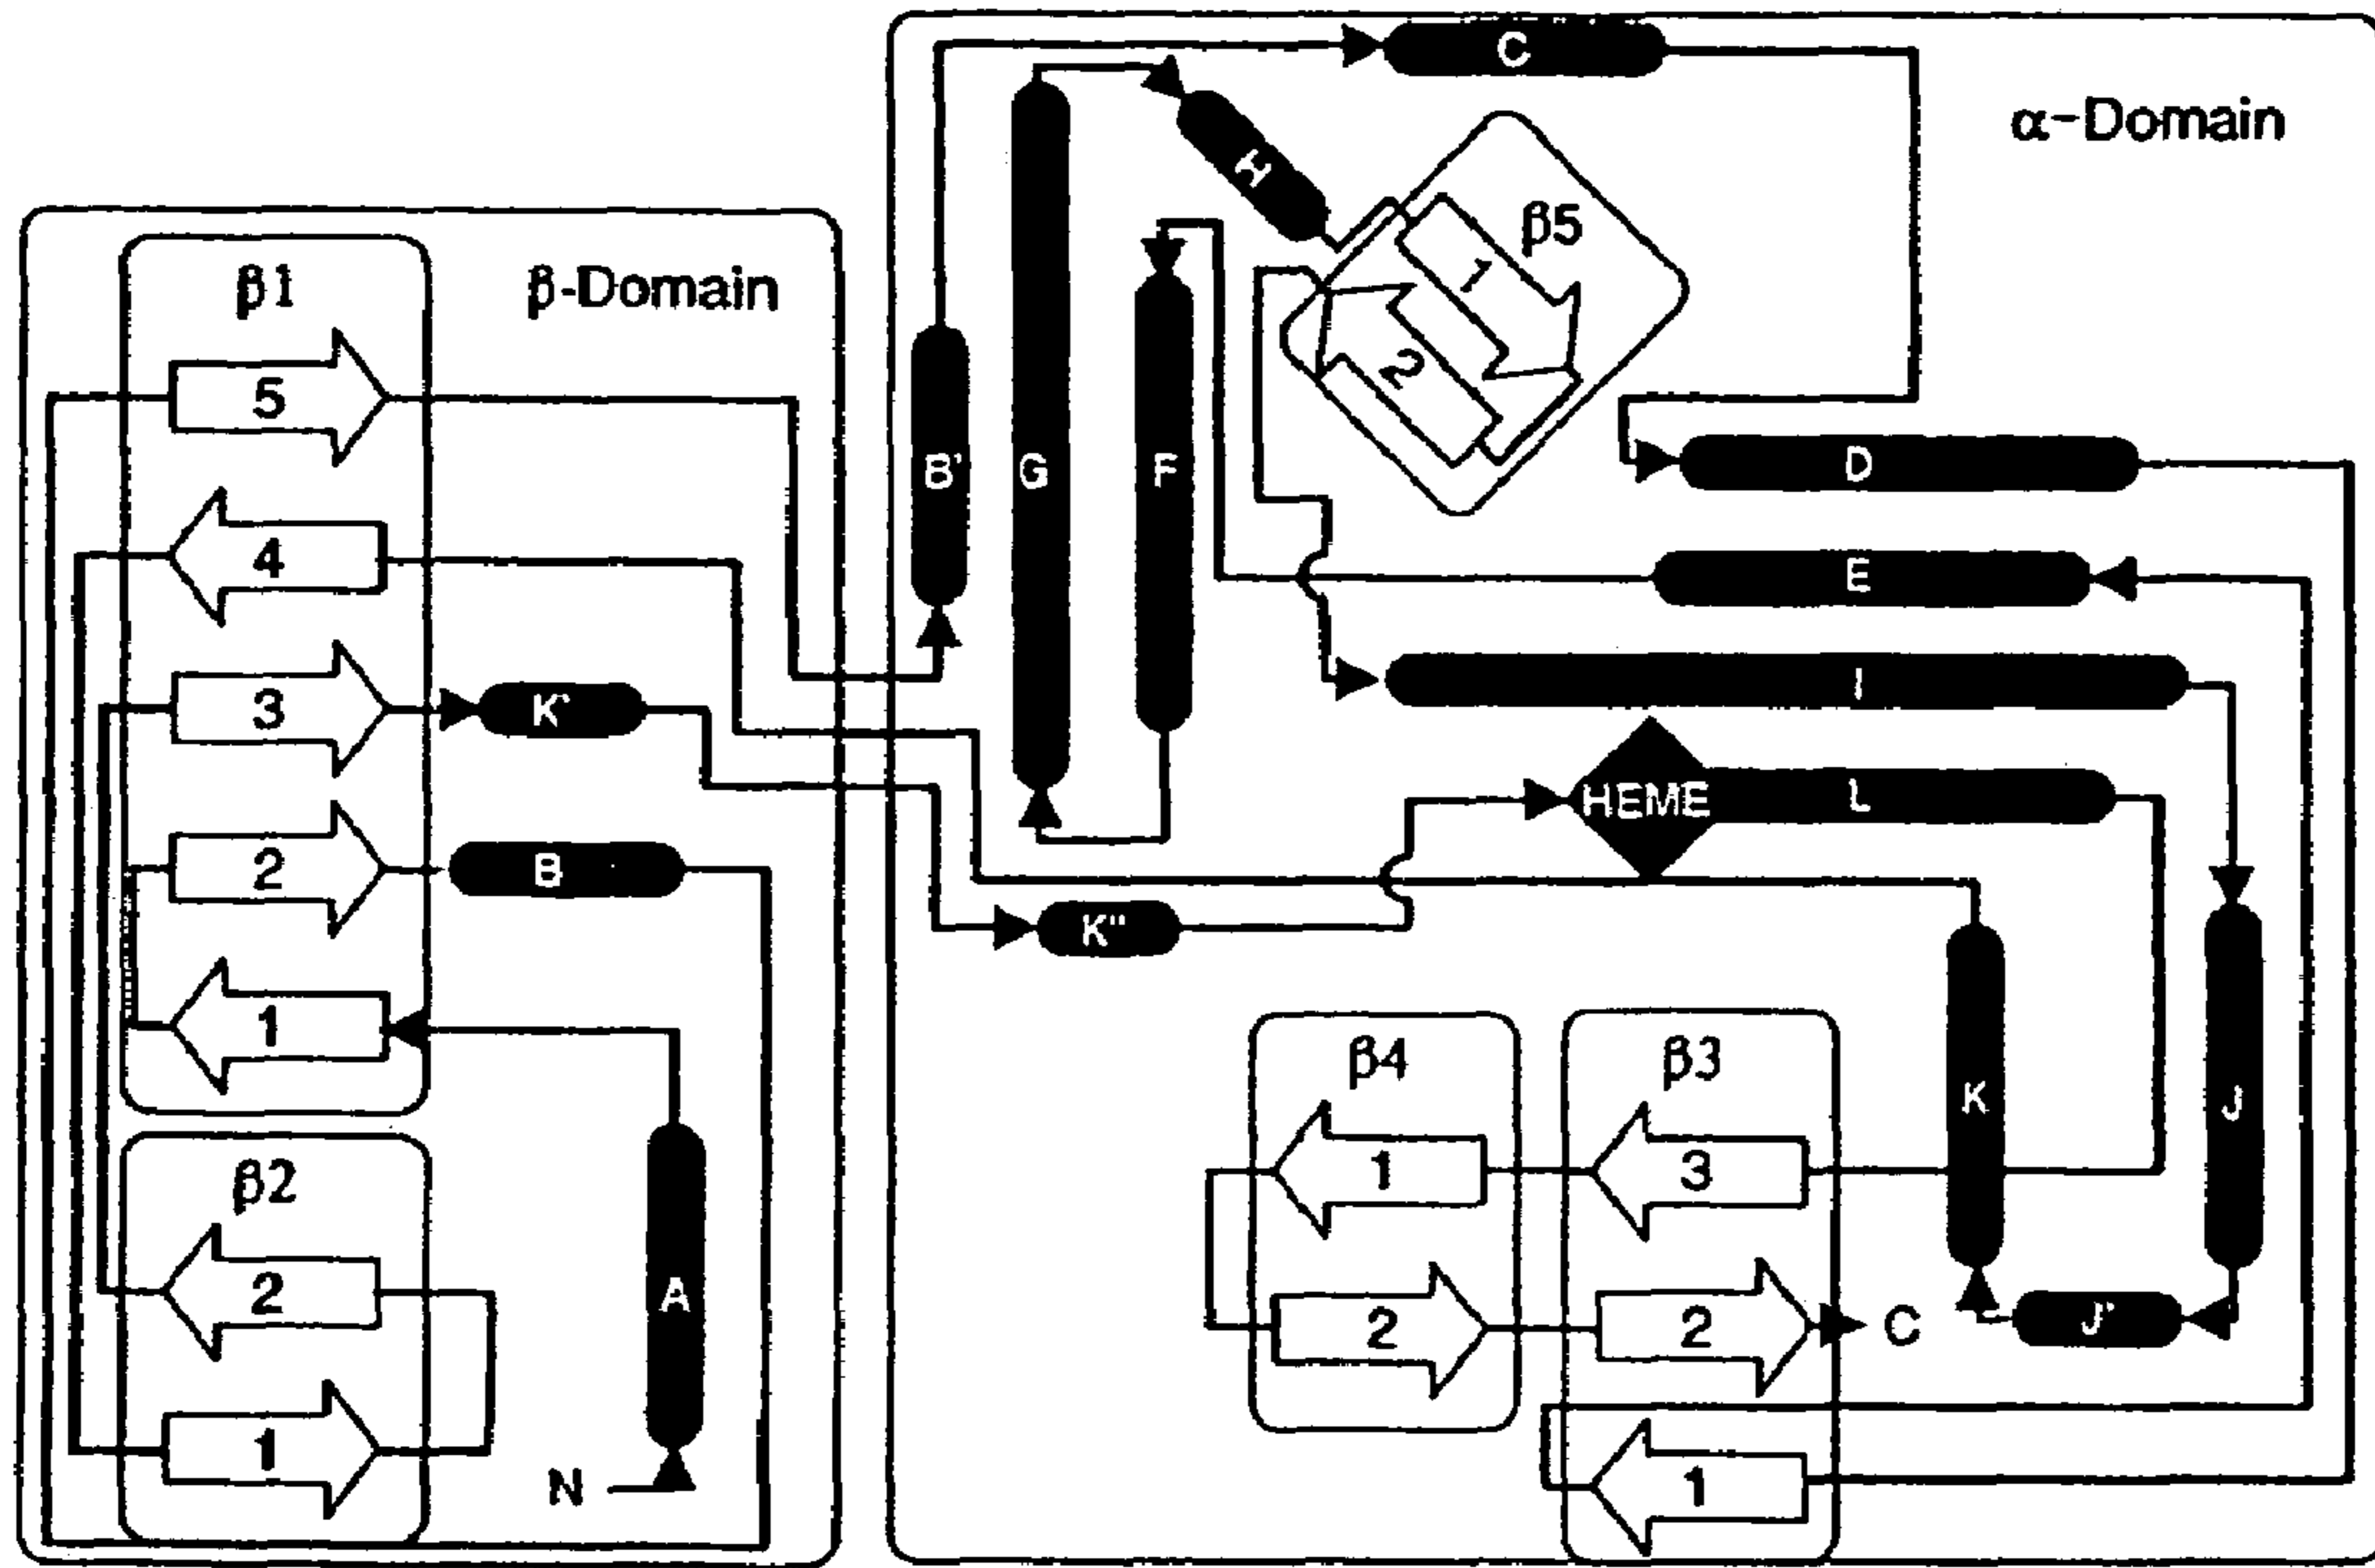 C
α-Domain
H
β5
1
2
β1
β-Domain
5
B'
G
F
D
4
E
3
K'
I
HEME
L
2
B
K"
1
β4
β3
K
J
β2
1
3
2
A
2
2
C
J'
1
N
1